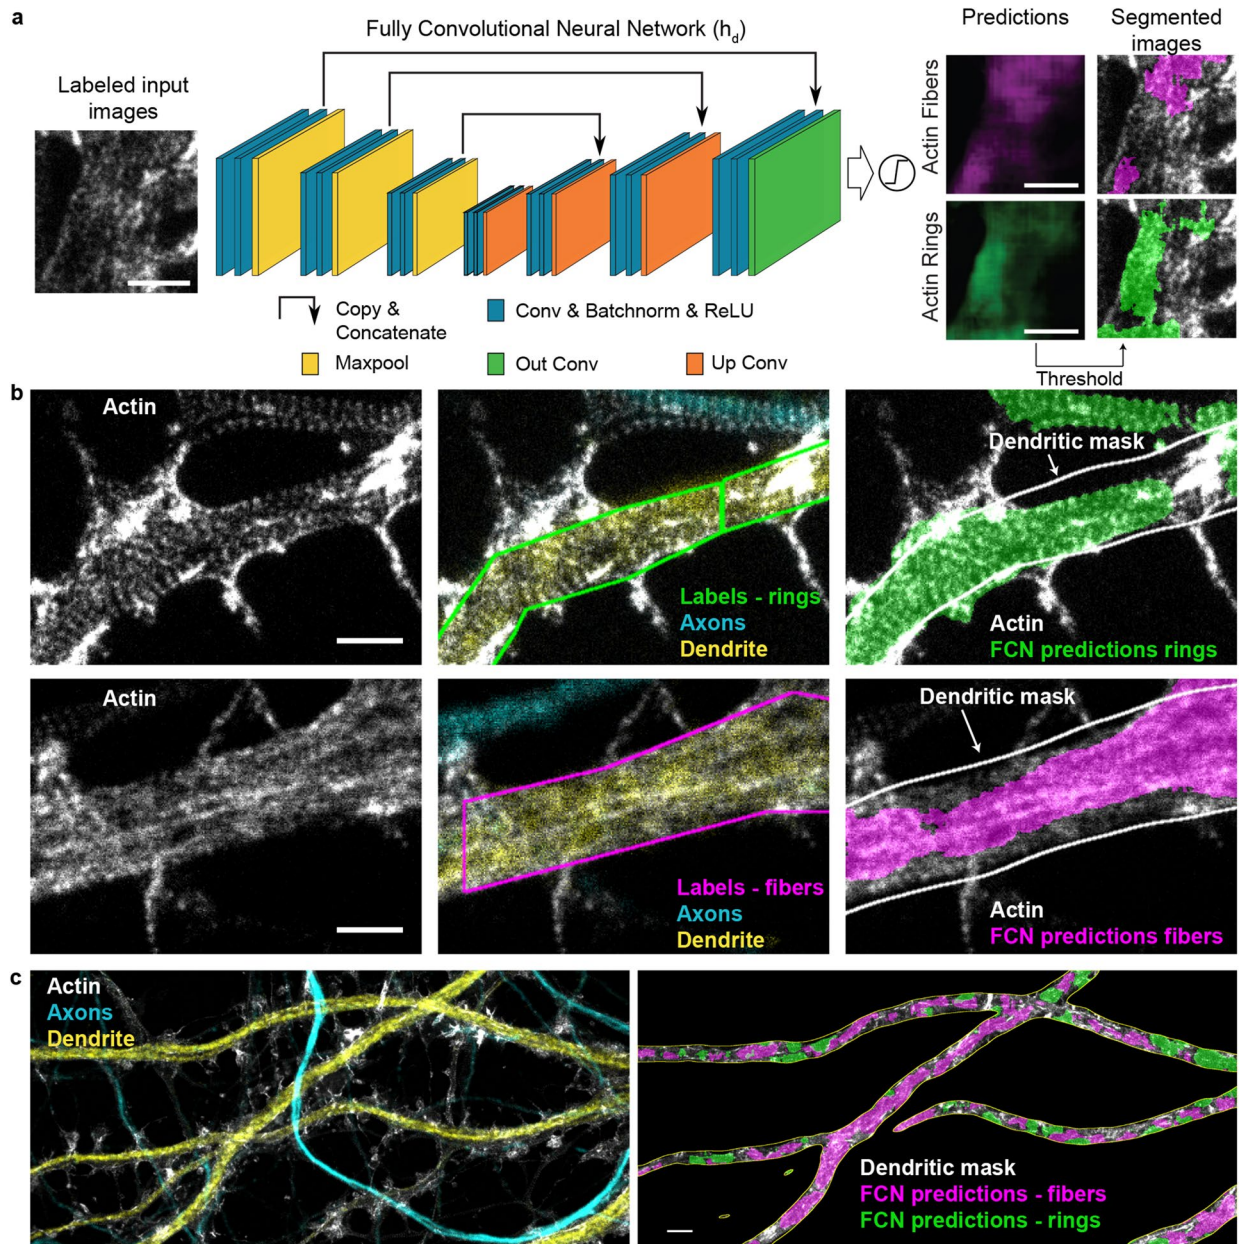 a
Fully Convolutional Neural Network (hd)
Labeled input
images
Predictions
Segmented
images
Actin Fibers
Actin Rings
Threshold
Copy &
Concatenate
Conv & Batchnorm & ReLU
Maxpool
Out Conv
Up Conv
b
Actin
Labels - rings
Axons
Dendrite
Dendritic mask
Actin
FCN predictions rings
Actin
Labels - fibers
Axons
Dendrite
Dendritic mask
Actin
FCN predictions fibers
c
Actin
Axons
Dendrite
Dendritic mask
FCN predictions - fibers
FCN predictions - rings